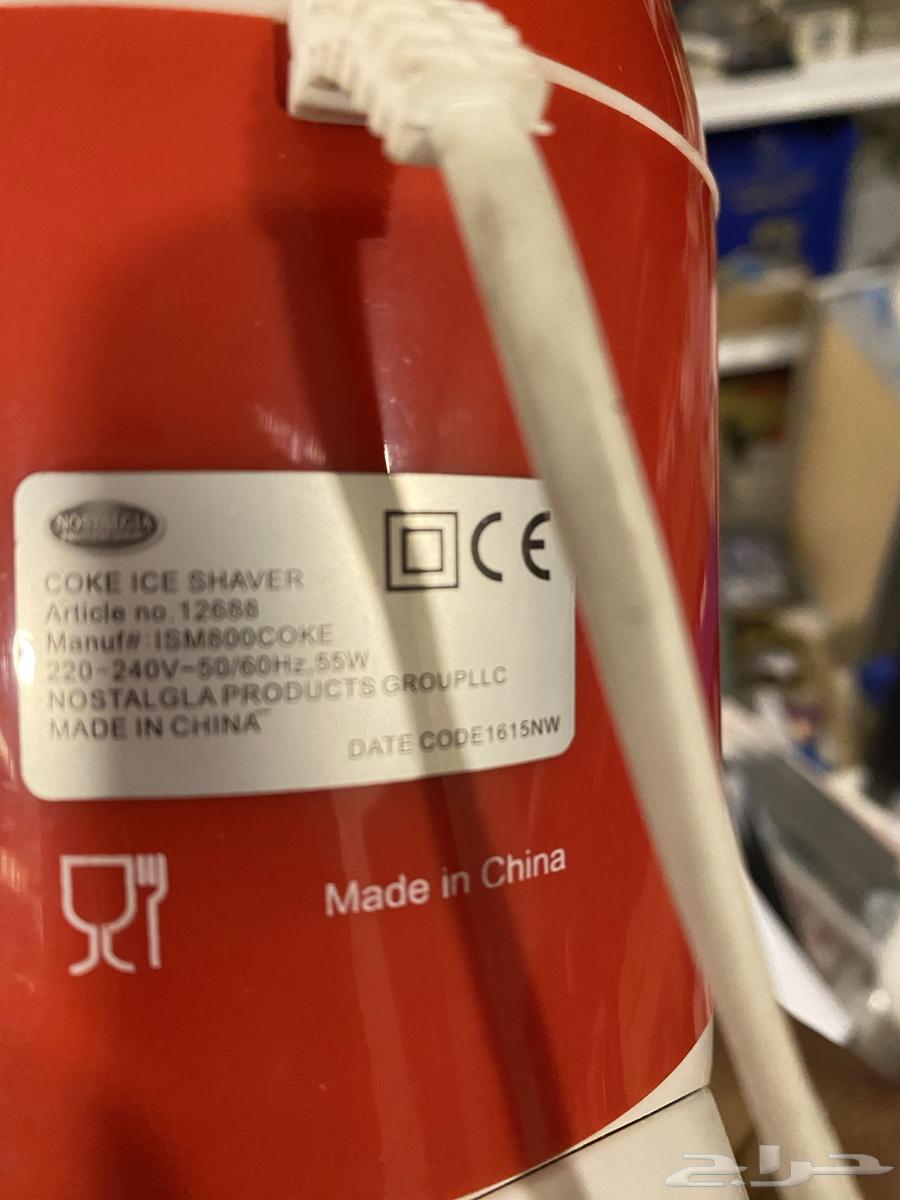 NOSTALGIA
CE
COKE ICE SHAVER
Article no.12688
Manuf#:ISM800COKE
220-240V~50/60Hz,55W
NOSTALGLA PRODUCTS GROUPLLC
MADE IN CHINA
DATE CODE1615NW
Made in China
حراج